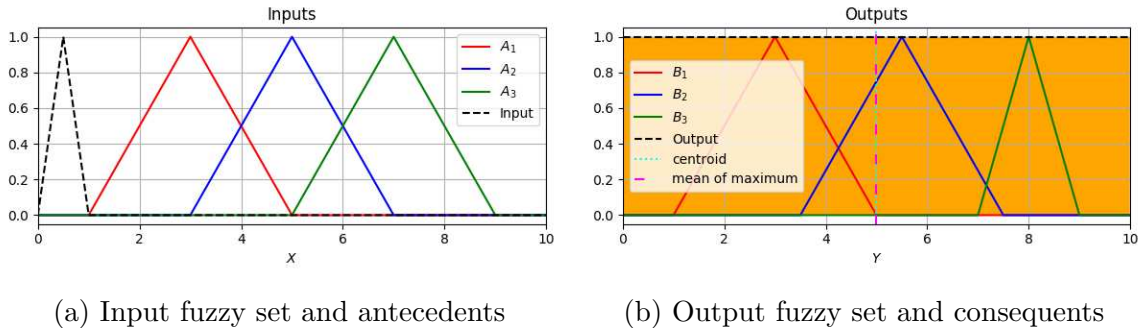 Inputs
1.0
0.8
0.6
0.4
0.2
0.0
A₁
A₂
A₃
Input
0 2 4 6 8 10
X
(a) Input fuzzy set and antecedents
Outputs
1.0
0.8
0.6
0.4
0.2
0.0
B₁
B₂
B₃
Output
centroid
mean of maximum
0 2 4 6 8 10
Y
(b) Output fuzzy set and consequents